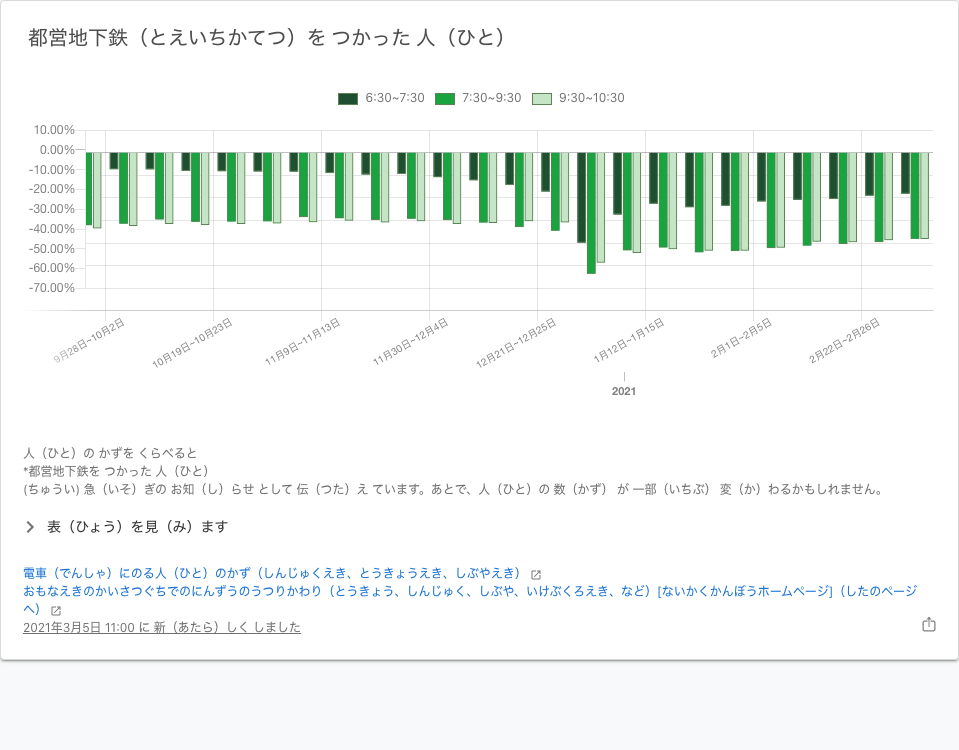 都営地下鉄（とえいちかてつ）を つかった 人（ひと）
6:30~7:30 7:30~9:30 9:30~10:30
10.00%
0.00%
-10.00%
-20.00%
-30.00%
-40.00%
-50.00%
-60.00%
-70.00%
9月28日~10月2日 10月19日~10月23日 11月9日~11月13日 11月30日~12月4日 12月21日~12月25日 1月12日~1月15日 2月1日~2月5日 2月22日~2月26日
2021
人（ひと）の かずを くらべると
*都営地下鉄を つかった 人（ひと）
(ちゅうい) 急（いそ）ぎの お知（し）らせ として 伝（つた）え ています。あとで、人（ひと）の 数（かず） が 一部（いちぶ） 変（か）わるかもしれません。
表（ひょう）を見（み）ます
電車（でんしゃ）にのる人（ひと）のかず（しんじゅくえき、とうきょうえき、しぶやえき）
おもなえきのかいさつぐちでのにんずうのうつりかわり（とうきょう、しんじゅく、しぶや、いけぶくろえき、など）[ないかくかんぼうホームページ]（したのページ
へ）
2021年3月5日 11:00 に 新（あたら）しく しました